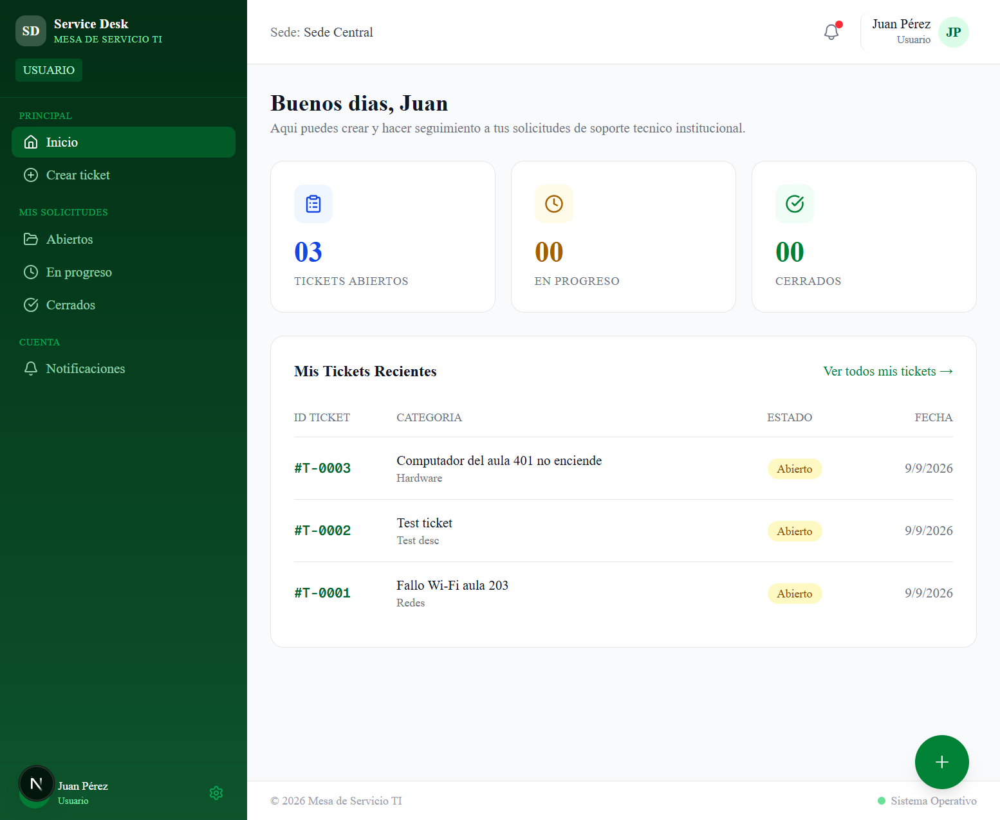 SD
Service Desk
MESA DE SERVICIO TI
USUARIO
PRINCIPAL
Inicio
Crear ticket
MIS SOLICITUDES
Abiertos
En progreso
Cerrados
CUENTA
Notificaciones
N
Juan Pérez
Usuario
Sede: Sede Central
Juan Pérez
Usuario
JP
Buenos dias, Juan
Aqui puedes crear y hacer seguimiento a tus solicitudes de soporte tecnico institucional.
03
TICKETS ABIERTOS
00
EN PROGRESO
00
CERRADOS
Mis Tickets Recientes
Ver todos mis tickets →
ID TICKET CATEGORIA ESTADO FECHA
#T-0003 Computador del aula 401 no enciende Abierto 9/9/2026
Hardware
#T-0002 Test ticket Abierto 9/9/2026
Test desc
#T-0001 Fallo Wi-Fi aula 203 Abierto 9/9/2026
Redes
+
© 2026 Mesa de Servicio TI
Sistema Operativo